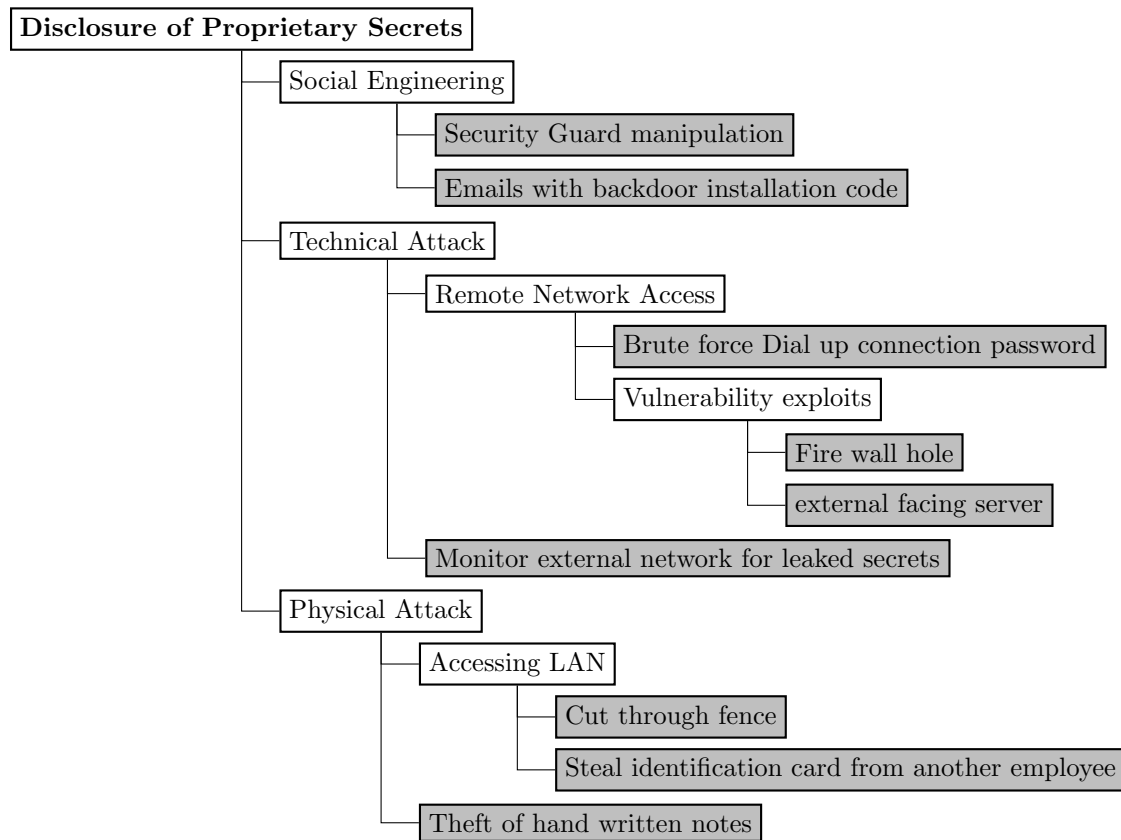 Disclosure of Proprietary Secrets
Social Engineering
Security Guard manipulation
Emails with backdoor installation code
Technical Attack
Remote Network Access
Brute force Dial up connection password
Vulnerability exploits
Fire wall hole
external facing server
Monitor external network for leaked secrets
Physical Attack
Accessing LAN
Cut through fence
Steal identification card from another employee
Theft of hand written notes